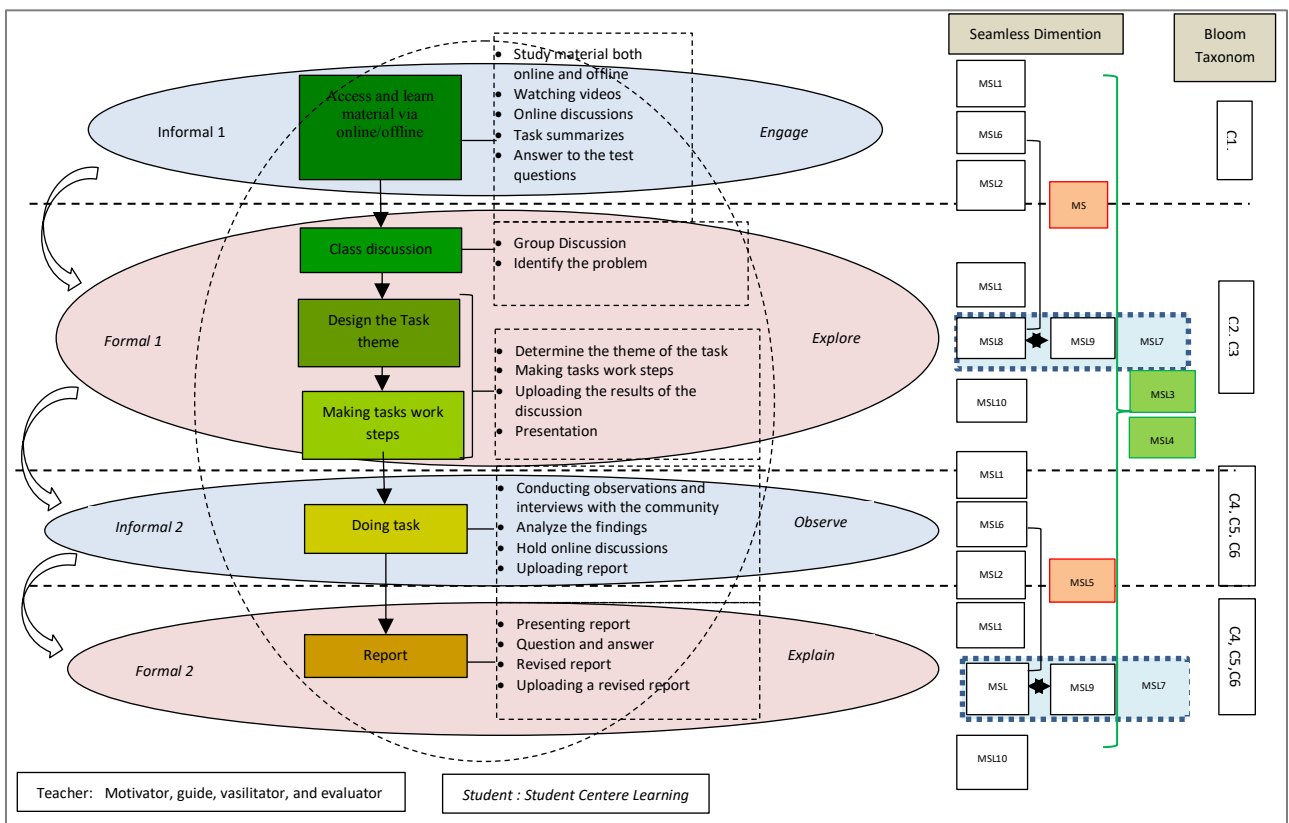 Seamless Dimention
Bloom
Taxonom
Informal 1
Access and learn
material via
online/offline
• Study material both
online and offline
• Watching videos
• Online discussions
• Task summarizes
• Answer to the test
questions
Engage
MSL1
MSL6
MSL2
MS
C1.
Formal 1
Class discussion
• Group Discussion
• Identify the problem
Design the Task
theme
Making tasks work
steps
• Determine the theme of the task
• Making tasks work steps
• Uploading the results of the
discussion
• Presentation
Explore
MSL1
MSL8
MSL9
MSL7
MSL10
MSL3
MSL4
C2. C3
Informal 2
Doing task
• Conducting observations and
interviews with the community
• Analyze the findings
• Hold online discussions
• Uploading report
Observe
MSL1
MSL6
MSL2
MSL5
C4. C5. C6
Formal 2
Report
• Presenting report
• Question and answer
• Revised report
• Uploading a revised report
Explain
MSL1
MSL
MSL9
MSL7
MSL10
C4, C5,C6
Teacher: Motivator, guide, vasilitator, and evaluator
Student : Student Centere Learning